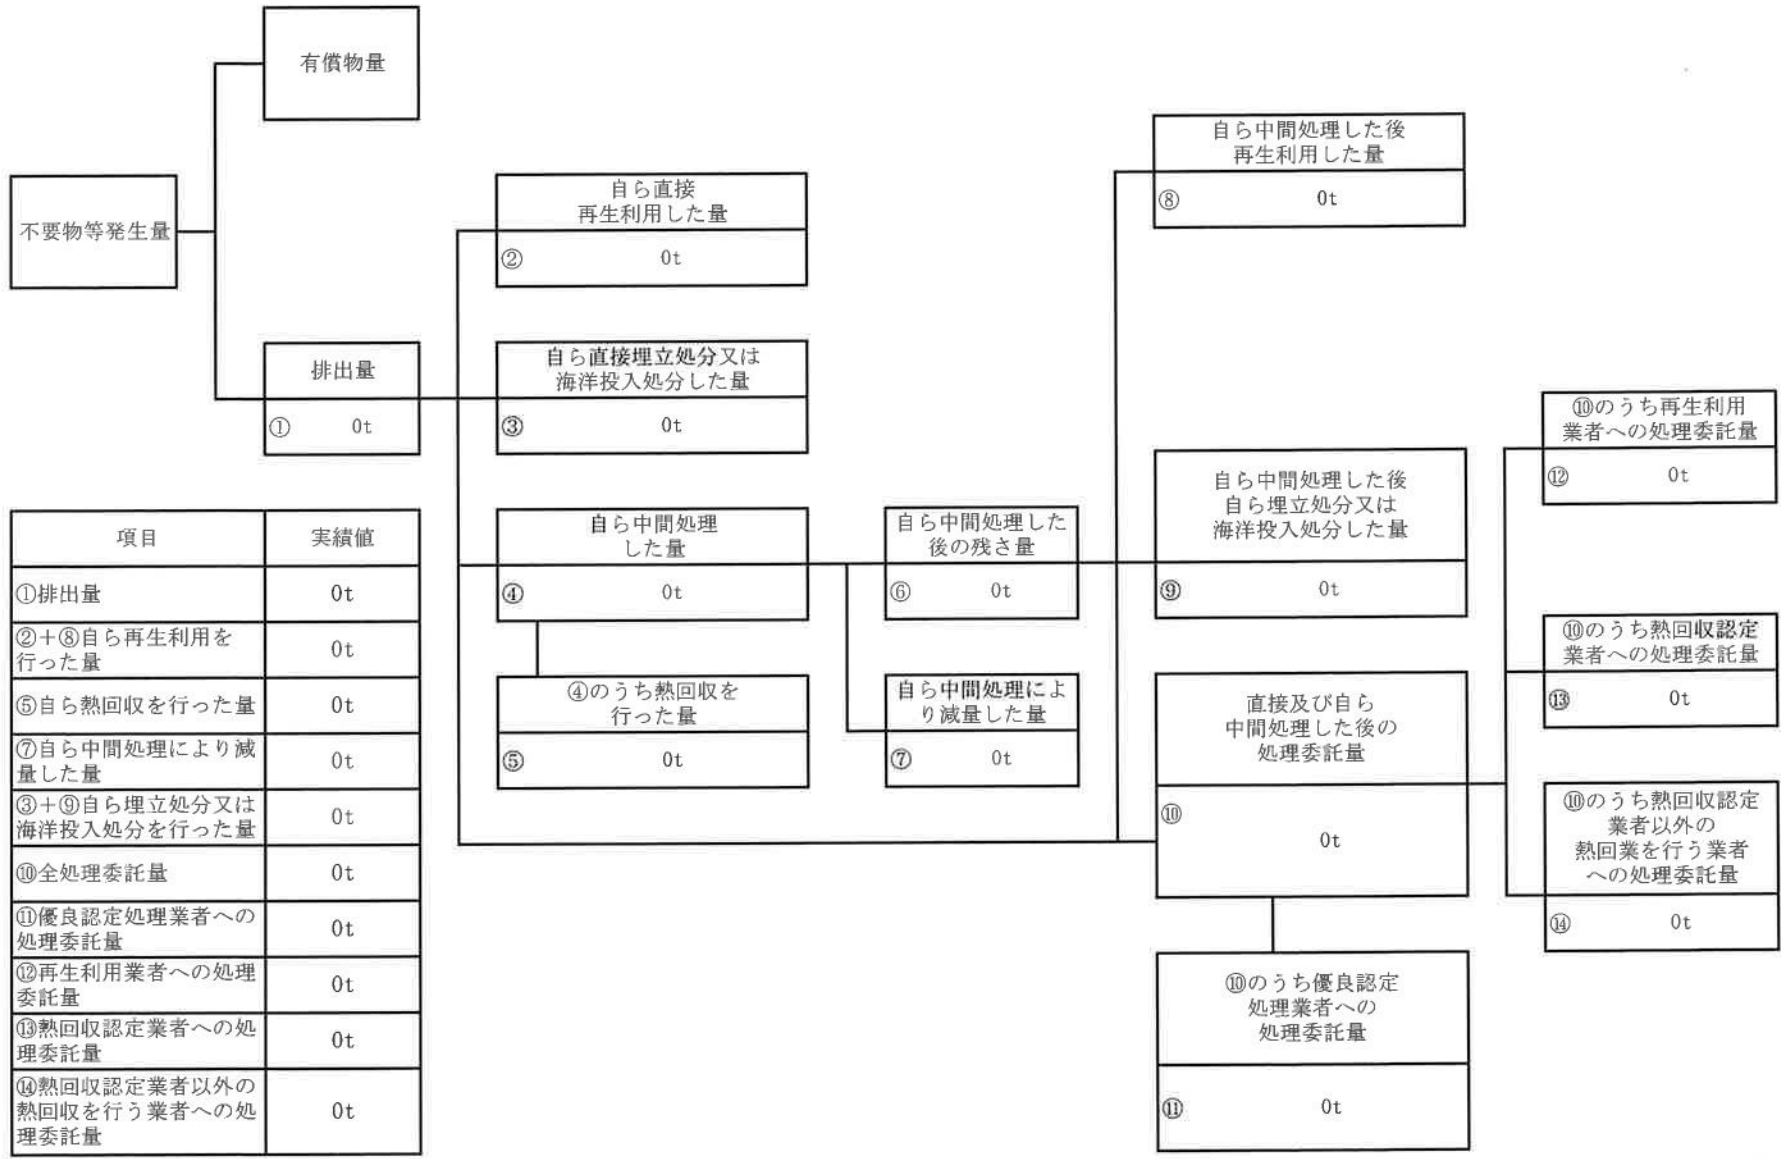 有償物量
不要物等発生量
排出量
① 0t
自ら直接
再生利用した量
② 0t
自ら直接埋立処分又は
海洋投入処分した量
③ 0t
自ら中間処理
した量
④ 0t
④のうち熱回収を
行った量
⑤ 0t
自ら中間処理した
後の残さ量
⑥ 0t
自ら中間処理によ
り減量した量
⑦ 0t
自ら中間処理した後
再生利用した量
⑧ 0t
自ら中間処理した後
自ら埋立処分又は
海洋投入処分した量
⑨ 0t
直接及び自ら
中間処理した後の
処理委託量
⑩ 0t
⑩のうち優良認定
処理業者への
処理委託量
⑪ 0t
⑩のうち再生利用
業者への処理委託量
⑫ 0t
⑩のうち熱回収認定
業者への処理委託量
⑬ 0t
⑩のうち熱回収認定
業者以外の
熱回業を行う業者
への処理委託量
⑭ 0t
項目 実績値
①排出量 0t
②+⑧自ら再生利用を
行った量 0t
⑤自ら熱回収を行った量 0t
⑦自ら中間処理により減
量した量 0t
③+⑨自ら埋立処分又は
海洋投入処分を行った量 0t
⑩全処理委託量 0t
⑪優良認定処理業者への
処理委託量 0t
⑫再生利用業者への処理
委託量 0t
⑬熱回収認定業者への処
理委託量 0t
⑭熱回収認定業者以外の
熱回収を行う業者への処
理委託量 0t